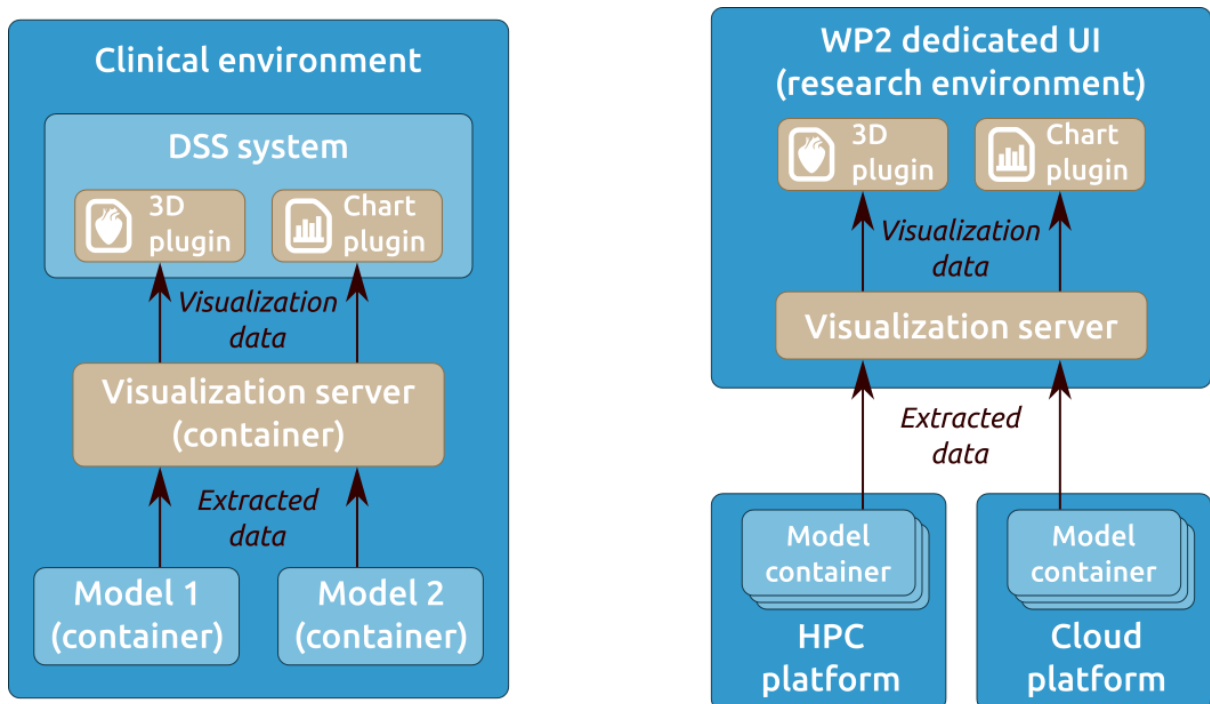 Clinical environment
DSS system
3D
plugin
Chart
plugin
Visualization
data
Visualization server
(container)
Extracted
data
Model 1
(container)
Model 2
(container)
WP2 dedicated UI
(research environment)
3D
plugin
Chart
plugin
Visualization
data
Visualization server
Extracted
data
Model
container
HPC
platform
Model
container
Cloud
platform